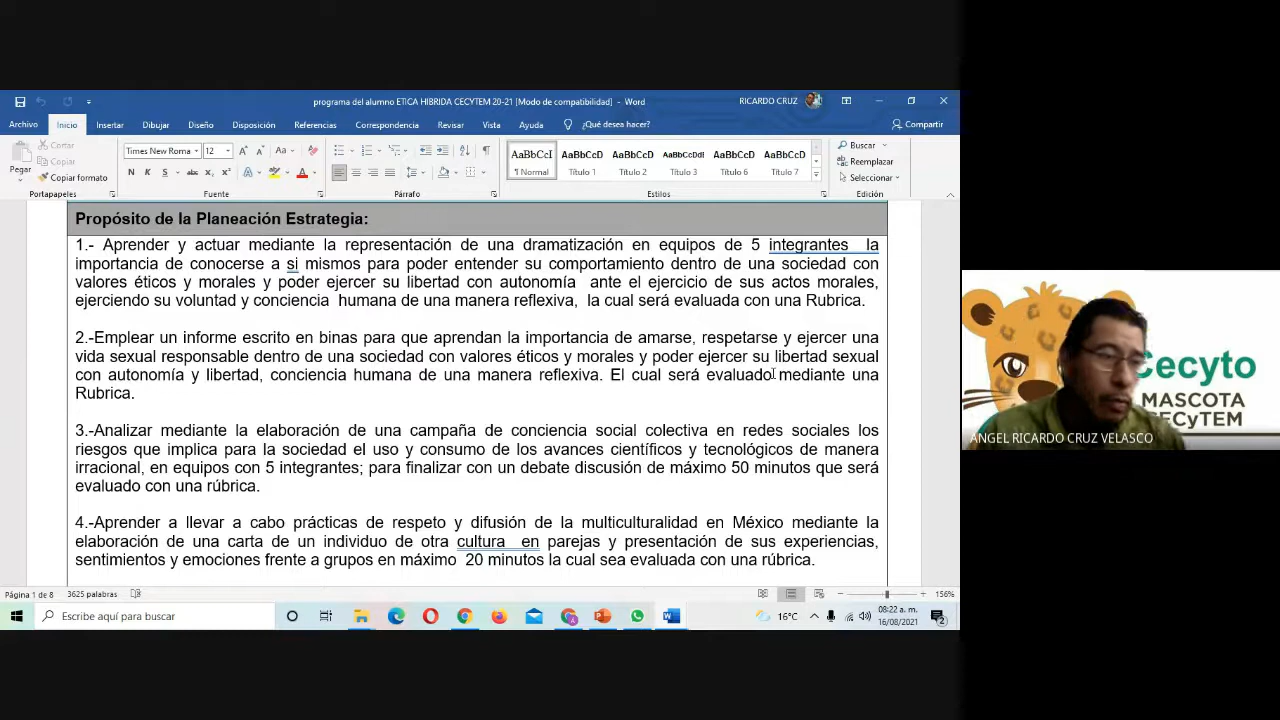 programa del alumno ETICA HIBRIDA CECYTEM 20-21 [Modo de compatibilidad] - Word
RICARDO CRUZ
Archivo Inicio Insertar Dibujar Diseño Disposición Referencias Correspondencia Revisar Vista Ayuda ¿Qué desea hacer? Compartir
Pegar
Cortar
Copiar
Copiar formato
Portapapeles
Times New Roma 12
N K S abc x₂ x²
Fuente
Párrafo
AaBbCcI AaBbCcD AaBbCcD AaBbCcDdI AaBbCcD AaBbCcD
¶ Normal Título 1 Título 2 Título 3 Título 6 Título 7
Estilos
Buscar
Reemplazar
Seleccionar
Edición
Propósito de la Planeación Estrategia:
1.- Aprender y actuar mediante la representación de una dramatización en equipos de 5 integrantes la
importancia de conocerse a si mismos para poder entender su comportamiento dentro de una sociedad con
valores éticos y morales y poder ejercer su libertad con autonomía ante el ejercicio de sus actos morales,
ejerciendo su voluntad y conciencia humana de una manera reflexiva, la cual será evaluada con una Rubrica.
2.-Emplear un informe escrito en binas para que aprendan la importancia de amarse, respetarse y ejercer una
vida sexual responsable dentro de una sociedad con valores éticos y morales y poder ejercer su libertad sexual
con autonomía y libertad, conciencia humana de una manera reflexiva. El cual será evaluado mediante una
Rubrica.
3.-Analizar mediante la elaboración de una campaña de conciencia social colectiva en redes sociales los
riesgos que implica para la sociedad el uso y consumo de los avances científicos y tecnológicos de manera
irracional, en equipos con 5 integrantes; para finalizar con un debate discusión de máximo 50 minutos que será
evaluado con una rúbrica.
4.-Aprender a llevar a cabo prácticas de respeto y difusión de la multiculturalidad en México mediante la
elaboración de una carta de un individuo de otra cultura en parejas y presentación de sus experiencias,
sentimientos y emociones frente a grupos en máximo 20 minutos la cual sea evaluada con una rúbrica.
Página 1 de 8 3625 palabras
156%
Escribe aquí para buscar
16°C
08:22 a. m.
16/08/2021
2
Cecyto
MASCOTA
CECyTEM
ANGEL RICARDO CRUZ VELASCO